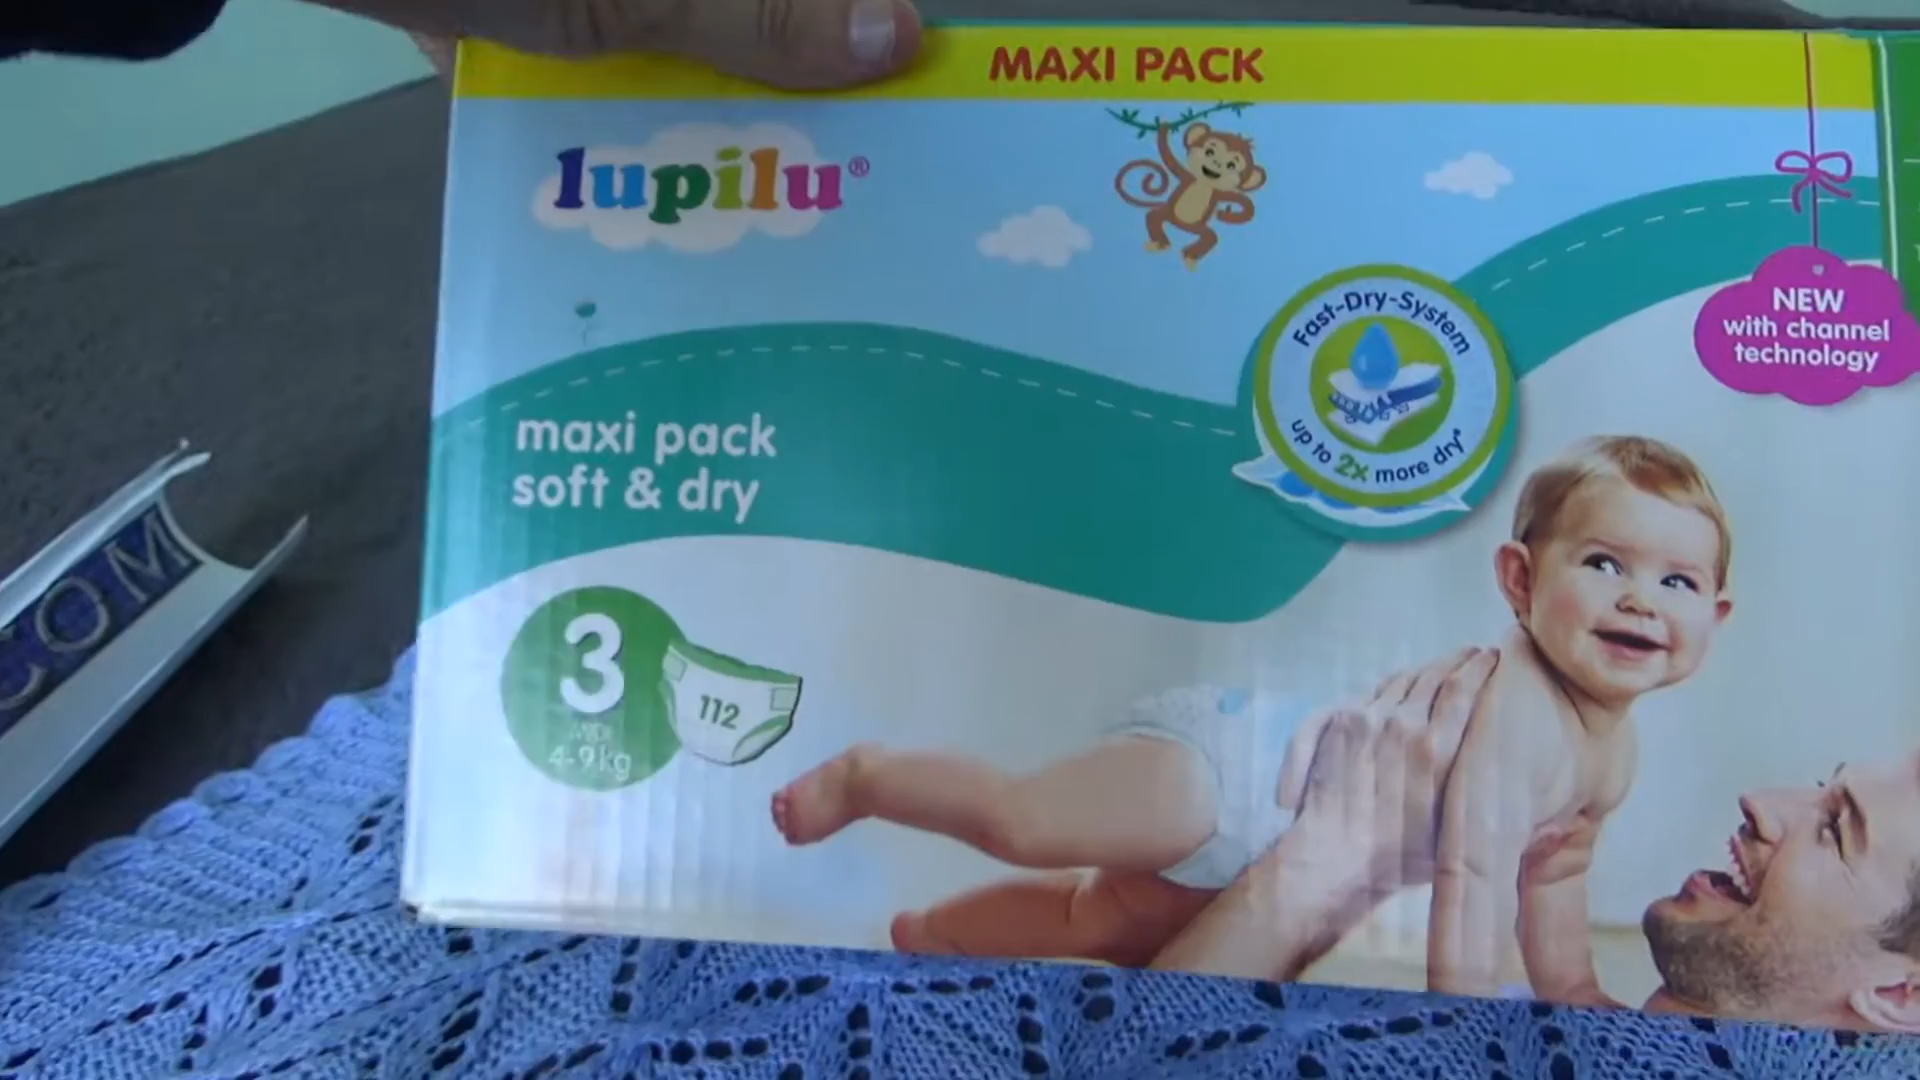 MAXI PACK
lupilu®
Fast-Dry-System
up to 2x more dry*
NEW
with channel
technology
maxi pack
soft & dry
3
MIDI
4-9kg
112
COM